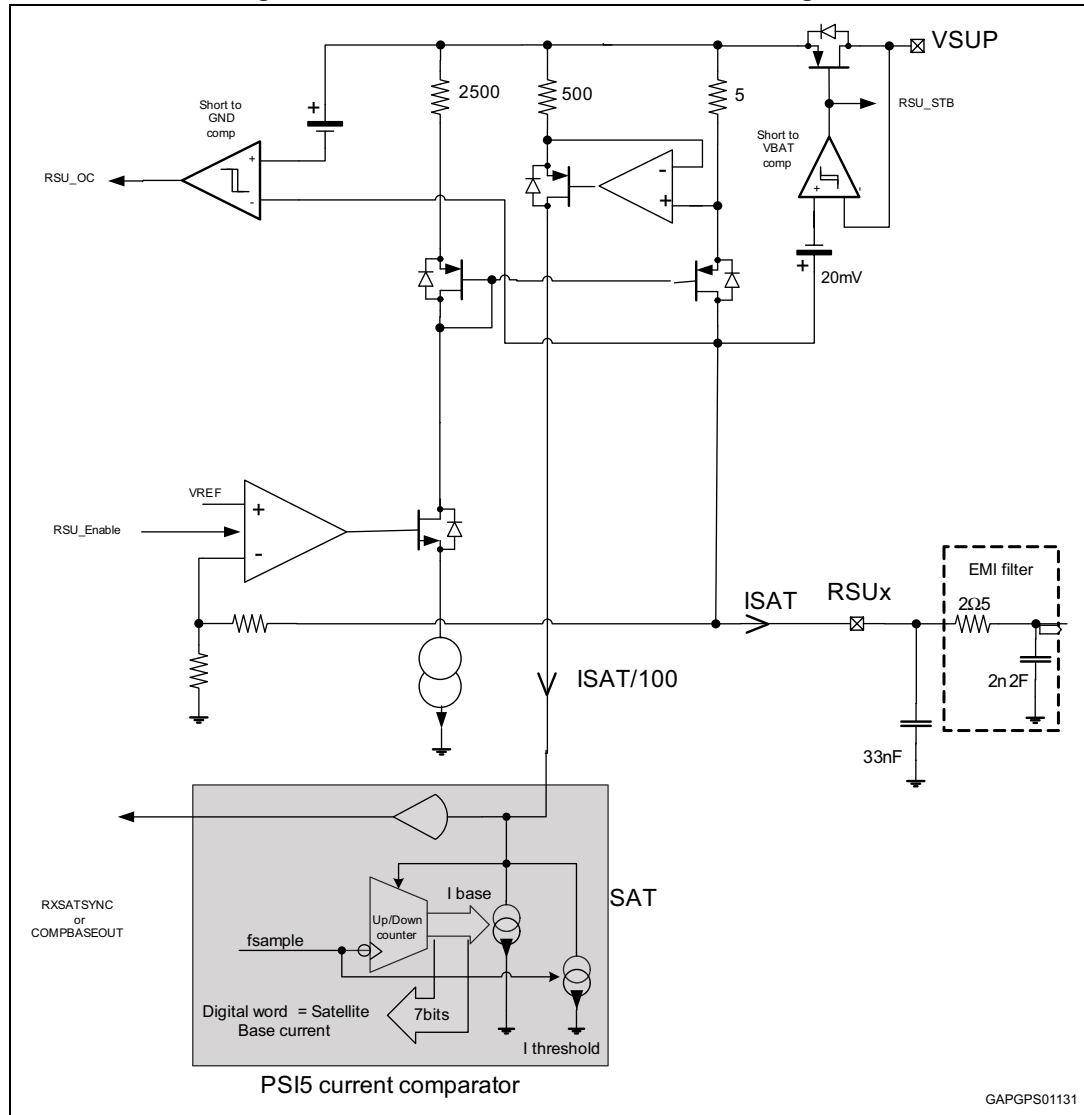 VSUP
2500
500
5
Short to
GND
comp
+
RSU_STB
Short to
VBAT
comp
RSU_OC
+
-
-
+
+
-
+
20mV
VREF
RSU_Enable
+
-
EMI filter
ISAT
RSUx
2Ω5
2n2F
ISAT/100
33nF
RXSATSYNC
or
COMPBASEOUT
I base
SAT
Up/Down
counter
fsample
Digital word = Satellite
Base current
7bits
I threshold
PSI5 current comparator
GAPGPS01131